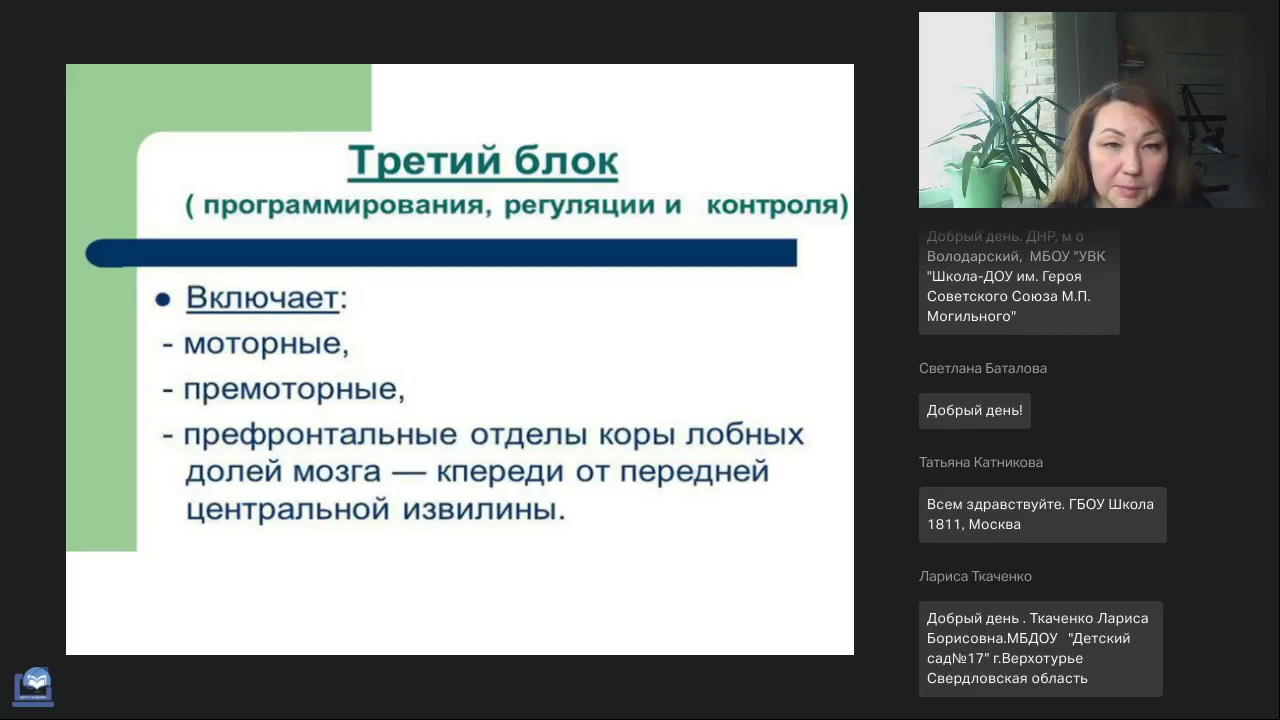 Третий блок
( программирования, регуляции и контроля)
Включает:
- моторные,
- премоторные,
- префронтальные отделы коры лобных
долей мозга — кпереди от передней
центральной извилины.
Добрый день. ДНР, м о
Володарский, МБОУ "УВК
"Школа-ДОУ им. Героя
Советского Союза М.П.
Могильного"
Светлана Баталова
Добрый день!
Татьяна Катникова
Всем здравствуйте. ГБОУ Школа
1811, Москва
Лариса Ткаченко
Добрый день . Ткаченко Лариса
Борисовна.МБДОУ "Детский
сад№17" г.Верхотурье
Свердловская область